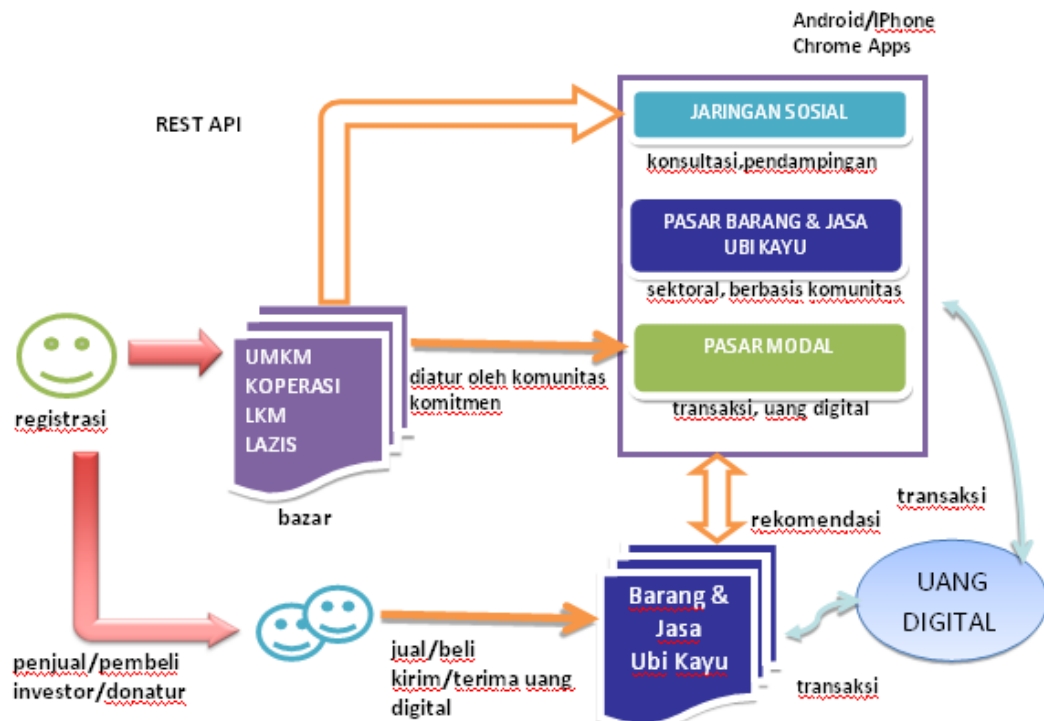 Android/IPhone
Chrome Apps
REST API
JARINGAN SOSIAL
konsultasi,pendampingan
PASAR BARANG & JASA
UBI KAYU
sektoral, berbasis komunitas
PASAR MODAL
transaksi, uang digital
UMKM
KOPERASI
LKM
LAZIS
diatur oleh komunitas
komitmen
registrasi
bazar
rekomendasi
transaksi
Barang &
Jasa
Ubi Kayu
UANG
DIGITAL
penjual/pembeli
investor/donatur
jual/beli
kirim/terima uang
digital
transaksi